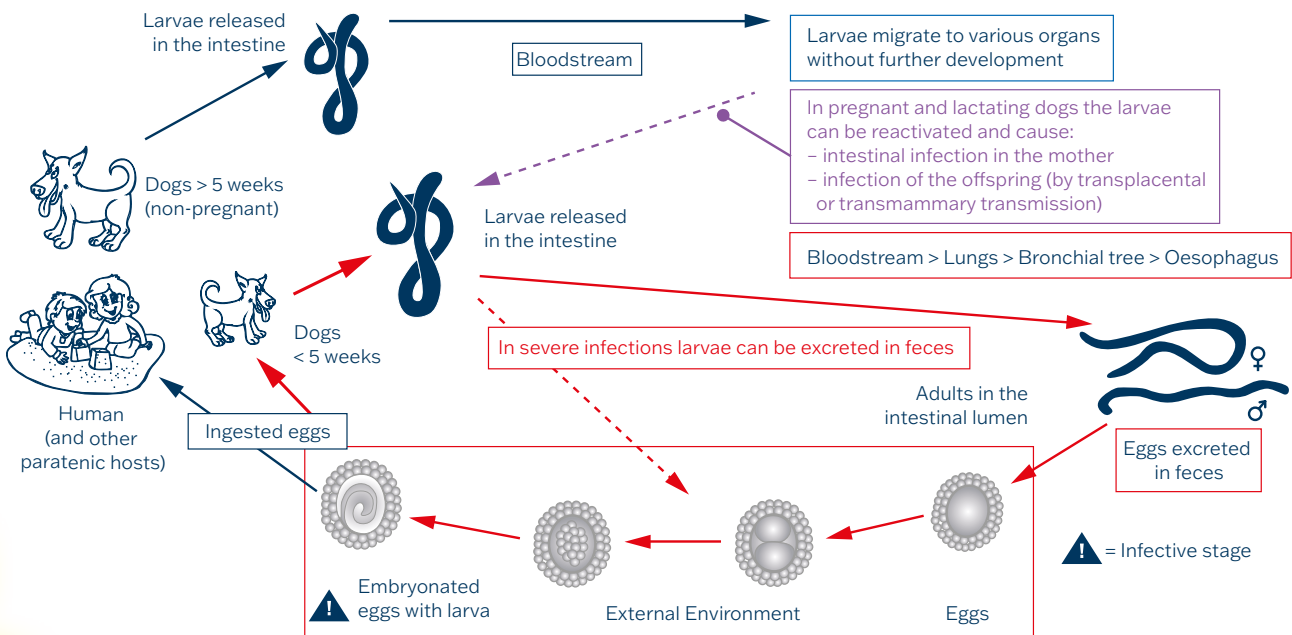 Larvae released
in the intestine
Bloodstream
Larvae migrate to various organs
without further development
In pregnant and lactating dogs the larvae
can be reactivated and cause:
– intestinal infection in the mother
– infection of the offspring (by transplacental
or transmammary transmission)
Dogs > 5 weeks
(non-pregnant)
Larvae released
in the intestine
Bloodstream > Lungs > Bronchial tree > Oesophagus
Dogs
< 5 weeks
In severe infections larvae can be excreted in feces
♀
♂
Adults in the
intestinal lumen
Human
(and other
paratenic hosts)
Ingested eggs
Eggs excreted
in feces
! = Infective stage
! Embryonated
eggs with larva
External Environment
Eggs